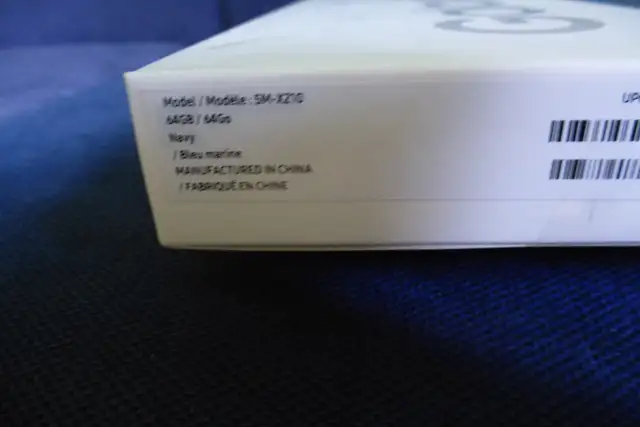 Model / Modèle : SM-X210
64GB / 64Go
Navy
/ Bleu marine
MANUFACTURED IN CHINA
/ FABRIQUÉ EN CHINE